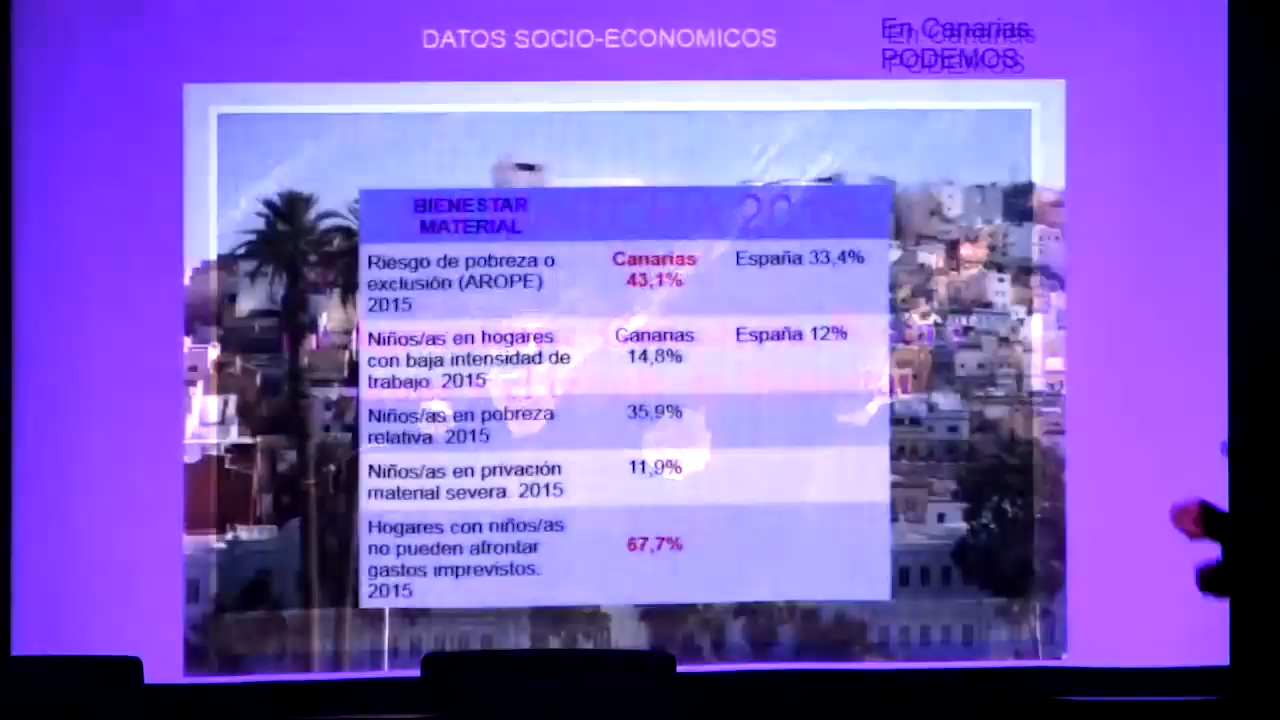 DATOS SOCIO-ECONOMICOS
En Canarias
PODEMOS
BIENESTAR
MATERIAL
Riesgo de pobreza o
exclusión (AROPE)
2015
Canarias
43,1%
España 33,4%
Niños/as en hogares
con baja intensidad de
trabajo. 2015
Canarias
14,8%
España 12%
Niños/as en pobreza
relativa. 2015
35,9%
Niños/as en privación
material severa. 2015
11,9%
Hogares con niños/as
no pueden afrontar
gastos imprevistos.
2015
67,7%